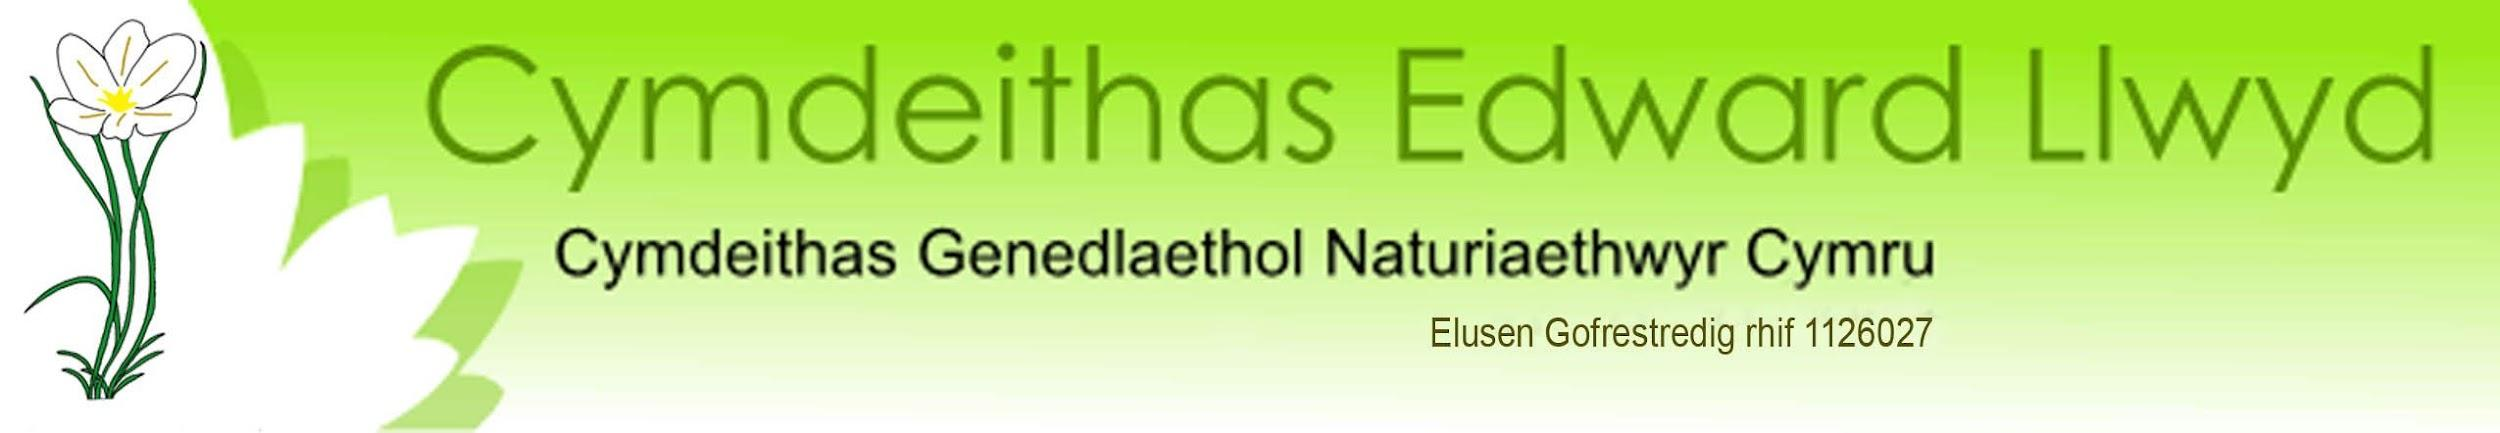 Cymdeithas Edward Llwyd
Cymdeithas Genedlaethol Naturiaethwyr Cymru
Elusen Gofrestredig rhif 1126027